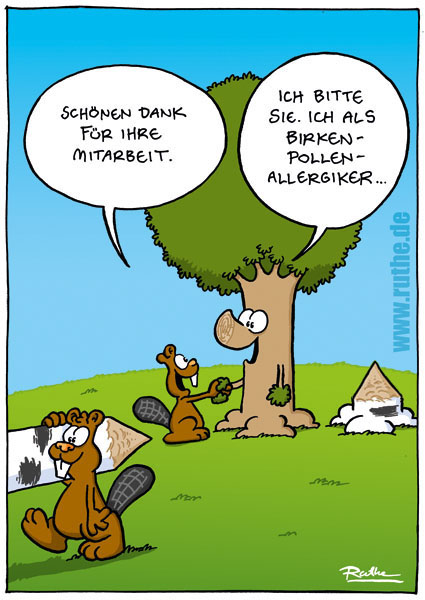 SCHÖNEN DANK
FÜR IHRE
MITARBEIT.
ICH BITTE
SIE. ICH ALS
BIRKEN-
POLLEN-
ALLERGIKER...
www.ruthe.de
Ruthe